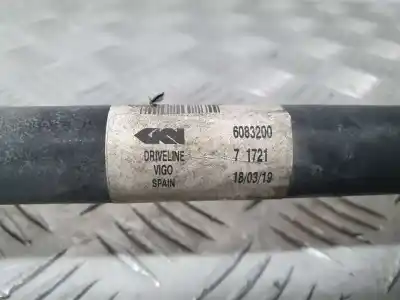 GKN 6083200
DRIVELINE 7 1721
VIGO 18/03/19
SPAIN